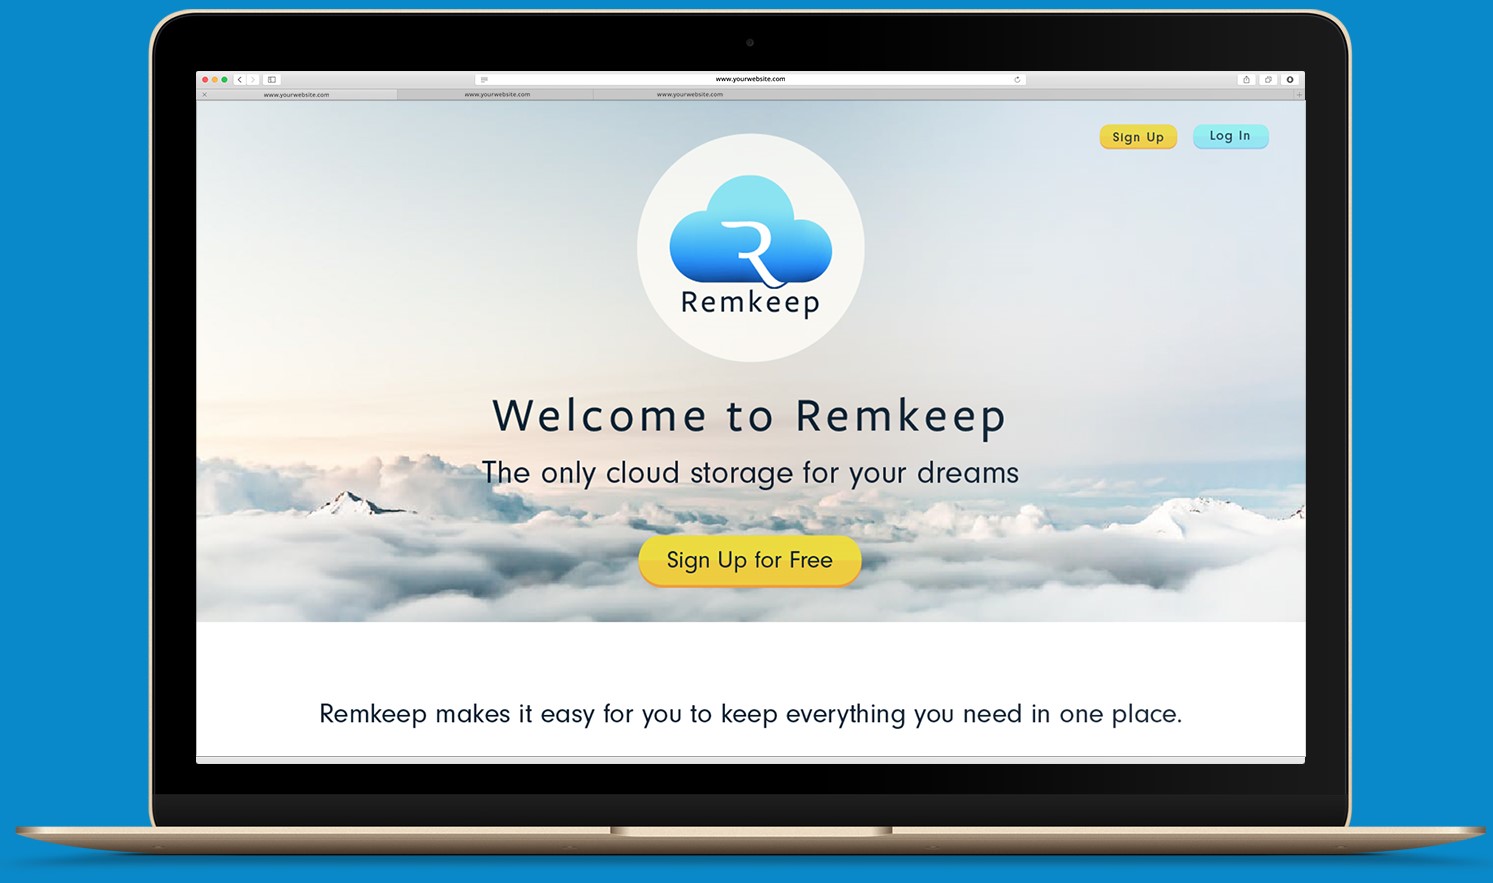 www.yourwebsite.com
www.yourwebsite.com
www.yourwebsite.com
www.yourwebsite.com
Sign Up
Log In
R
Remkeep
Welcome to Remkeep
The only cloud storage for your dreams
Sign Up for Free
Remkeep makes it easy for you to keep everything you need in one place.